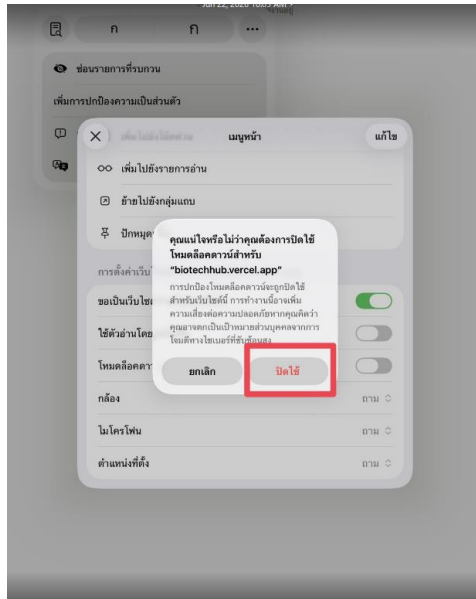 ก ก
ซ่อนรายการที่รบกวน
เพิ่มการปกป้องความเป็นส่วนตัว
เมนูหน้า
แก้ไข
เพิ่มไปยังรายการอ่าน
ย้ายไปยังกลุ่มแถบ
ปักหมุด
คุณแน่ใจหรือไม่ว่าคุณต้องการปิดใช้
โหมดล็อคดาวน์สำหรับ
“biotechhub.vercel.app”
การปกป้องโหมดล็อคดาวน์จะถูกปิดใช้
สำหรับเว็บไซต์นี้ การทำงานนี้อาจเพิ่ม
ความเสี่ยงต่อความปลอดภัยหากคุณคิดว่า
คุณอาจตกเป็นเป้าหมายส่วนบุคคลจากการ
โจมตีทางไซเบอร์ที่ซับซ้อนสูง
ยกเลิก
ปิดใช้
การตั้งค่าเว็บ
ขอเป็นเว็บไซต
ใช้ตัวอ่านโดย
โหมดล็อคดา
กล้อง
ถาม
ไมโครโฟน
ถาม
ตำแหน่งที่ตั้ง
ถาม